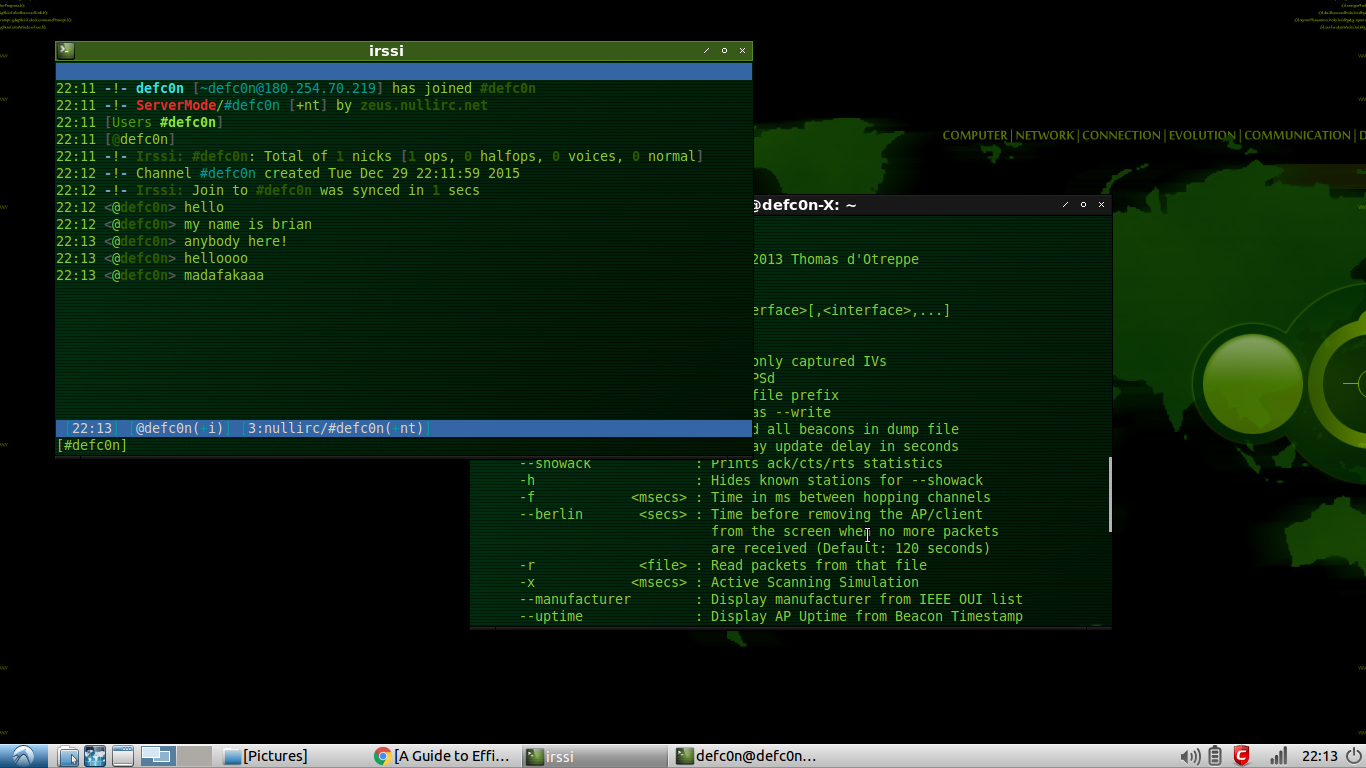 irssi
22:11 -!- defc0n [~defc0n@180.254.70.219] has joined #defc0n
22:11 -!- ServerMode/#defc0n [+nt] by zeus.nullirc.net
22:11 [Users #defc0n]
22:11 [@defc0n]
22:11 -!- Irssi: #defc0n: Total of 1 nicks [1 ops, 0 halfops, 0 voices, 0 normal]
22:12 -!- Channel #defc0n created Tue Dec 29 22:11:59 2015
22:12 -!- Irssi: Join to #defc0n was synced in 1 secs
22:12 <@defc0n> hello
22:12 <@defc0n> my name is brian
22:13 <@defc0n> anybody here!
22:13 <@defc0n> helloooo
22:13 <@defc0n> madafakaaa
[22:13] [@defc0n(+i)] [3:nullirc/#defc0n(+nt)]
[#defc0n]
COMPUTER | NETWORK | CONNECTION | EVOLUTION | COMMUNICATION | D
@defc0n-X: ~
2013 Thomas d'Otreppe
erface>[,<interface>,...]
only captured IVs
PSd
file prefix
as --write
d all beacons in dump file
ay update delay in seconds
--showack : Prints ack/cts/rts statistics
-h : Hides known stations for --showack
-f <msecs> : Time in ms between hopping channels
--berlin <secs> : Time before removing the AP/client
from the screen when no more packets
are received (Default: 120 seconds)
-r <file> : Read packets from that file
-x <msecs> : Active Scanning Simulation
--manufacturer : Display manufacturer from IEEE OUI list
--uptime : Display AP Uptime from Beacon Timestamp
[Pictures]
[A Guide to Effi...
irssi
defc0n@defc0n...
22:13